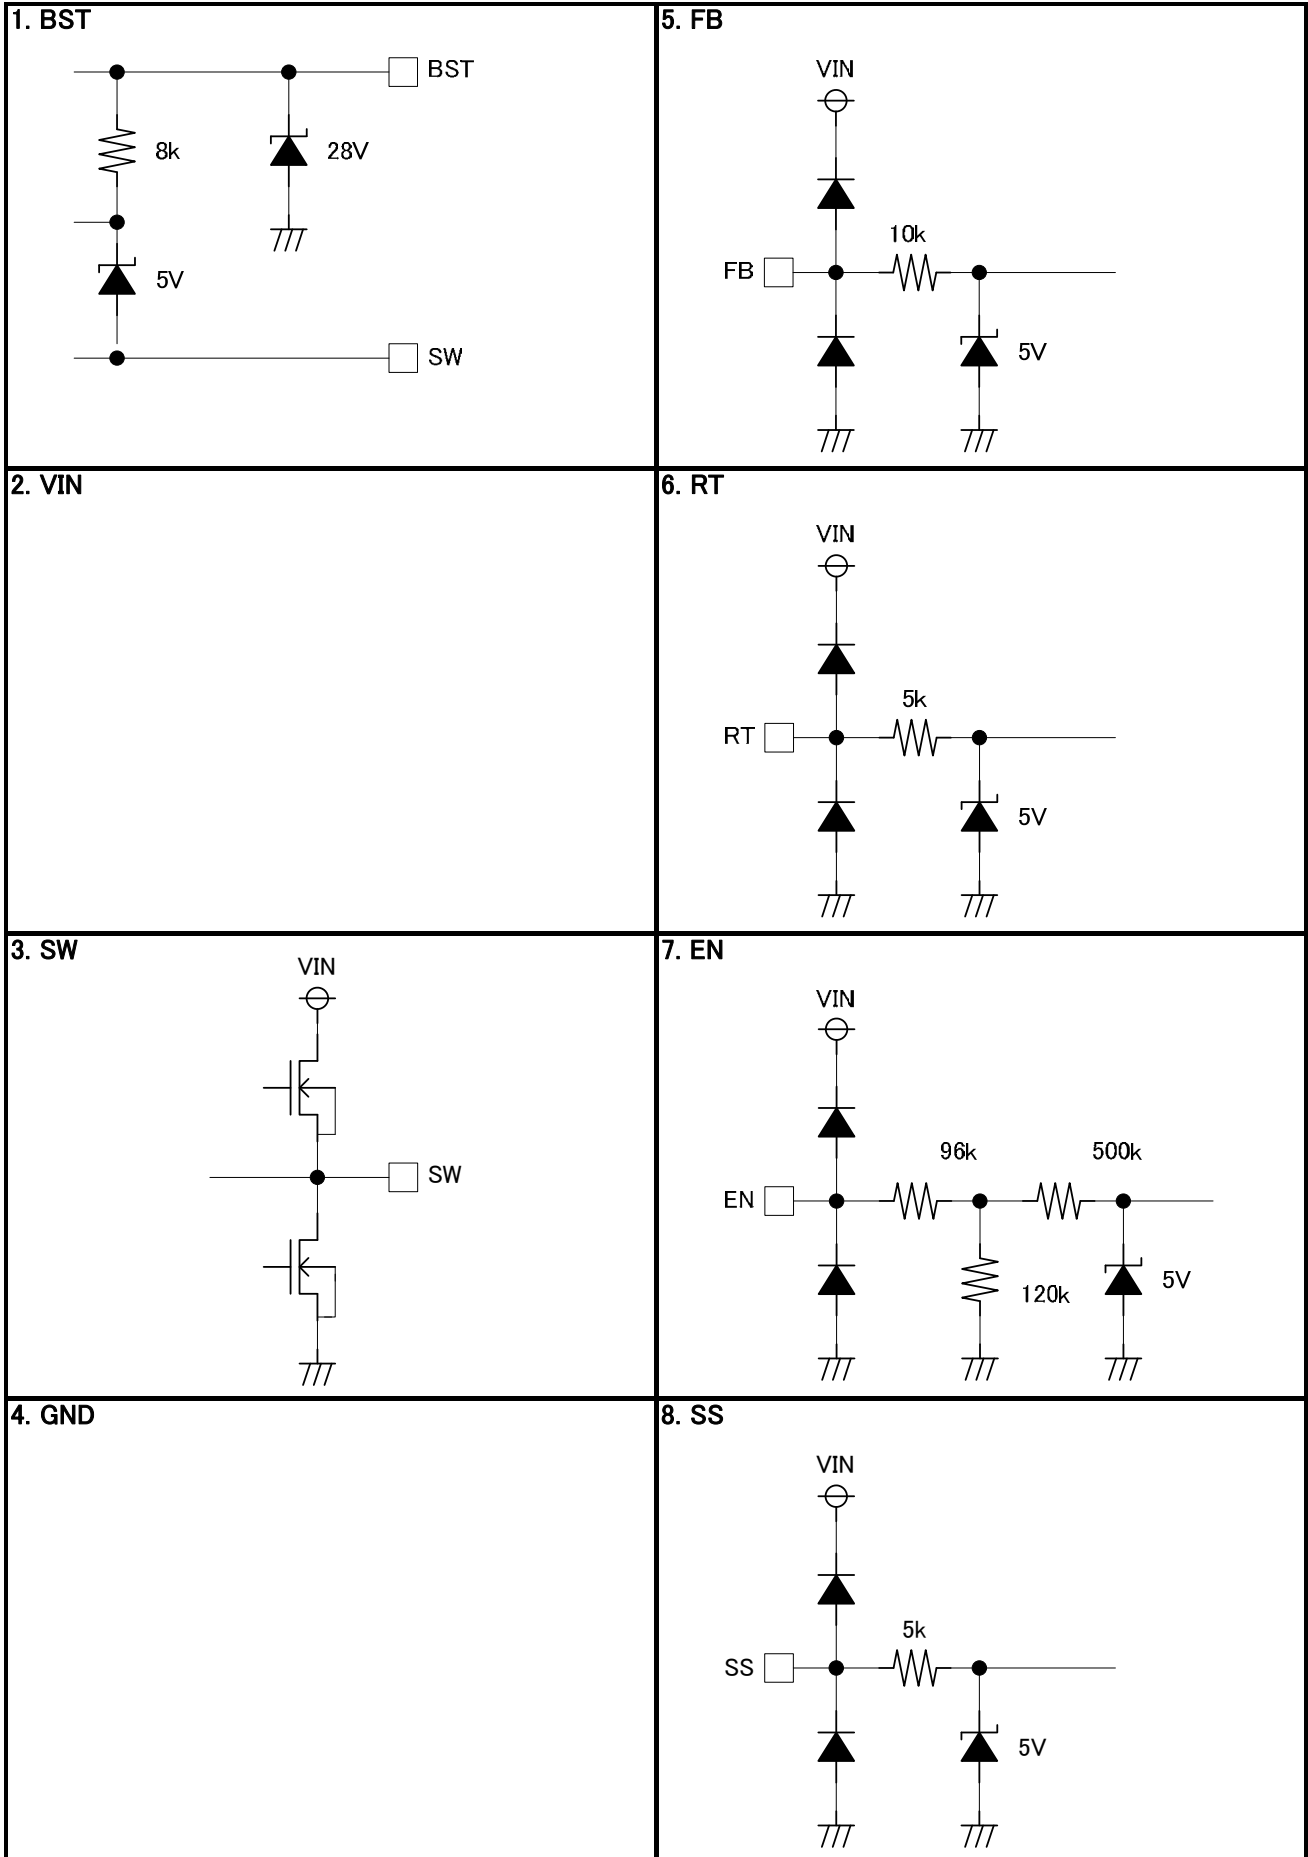 1. BST
BST
8k
28V
5V
SW
2. VIN
3. SW
VIN
SW
4. GND
5. FB
VIN
10k
FB
5V
6. RT
VIN
5k
RT
5V
7. EN
VIN
96k
500k
EN
120k
5V
8. SS
VIN
5k
SS
5V